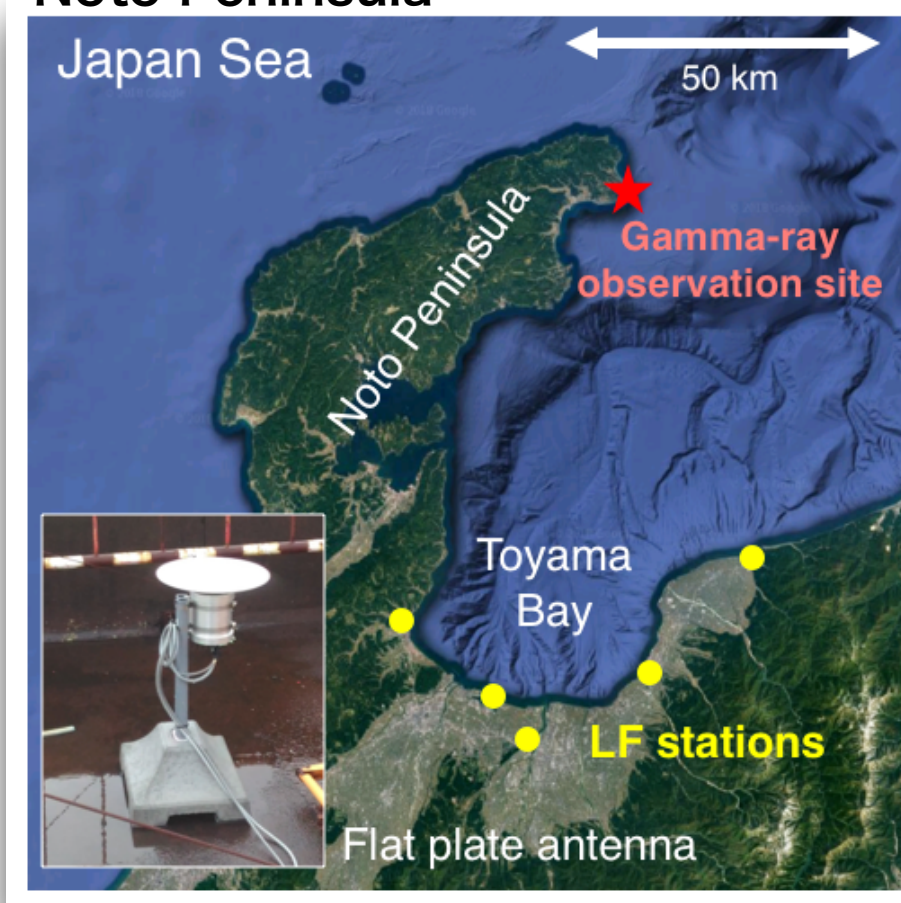 Noto Peninsula
Japan Sea
50 km
Noto Peninsula
Gamma-ray
observation site
Toyama
Bay
LF stations
Flat plate antenna